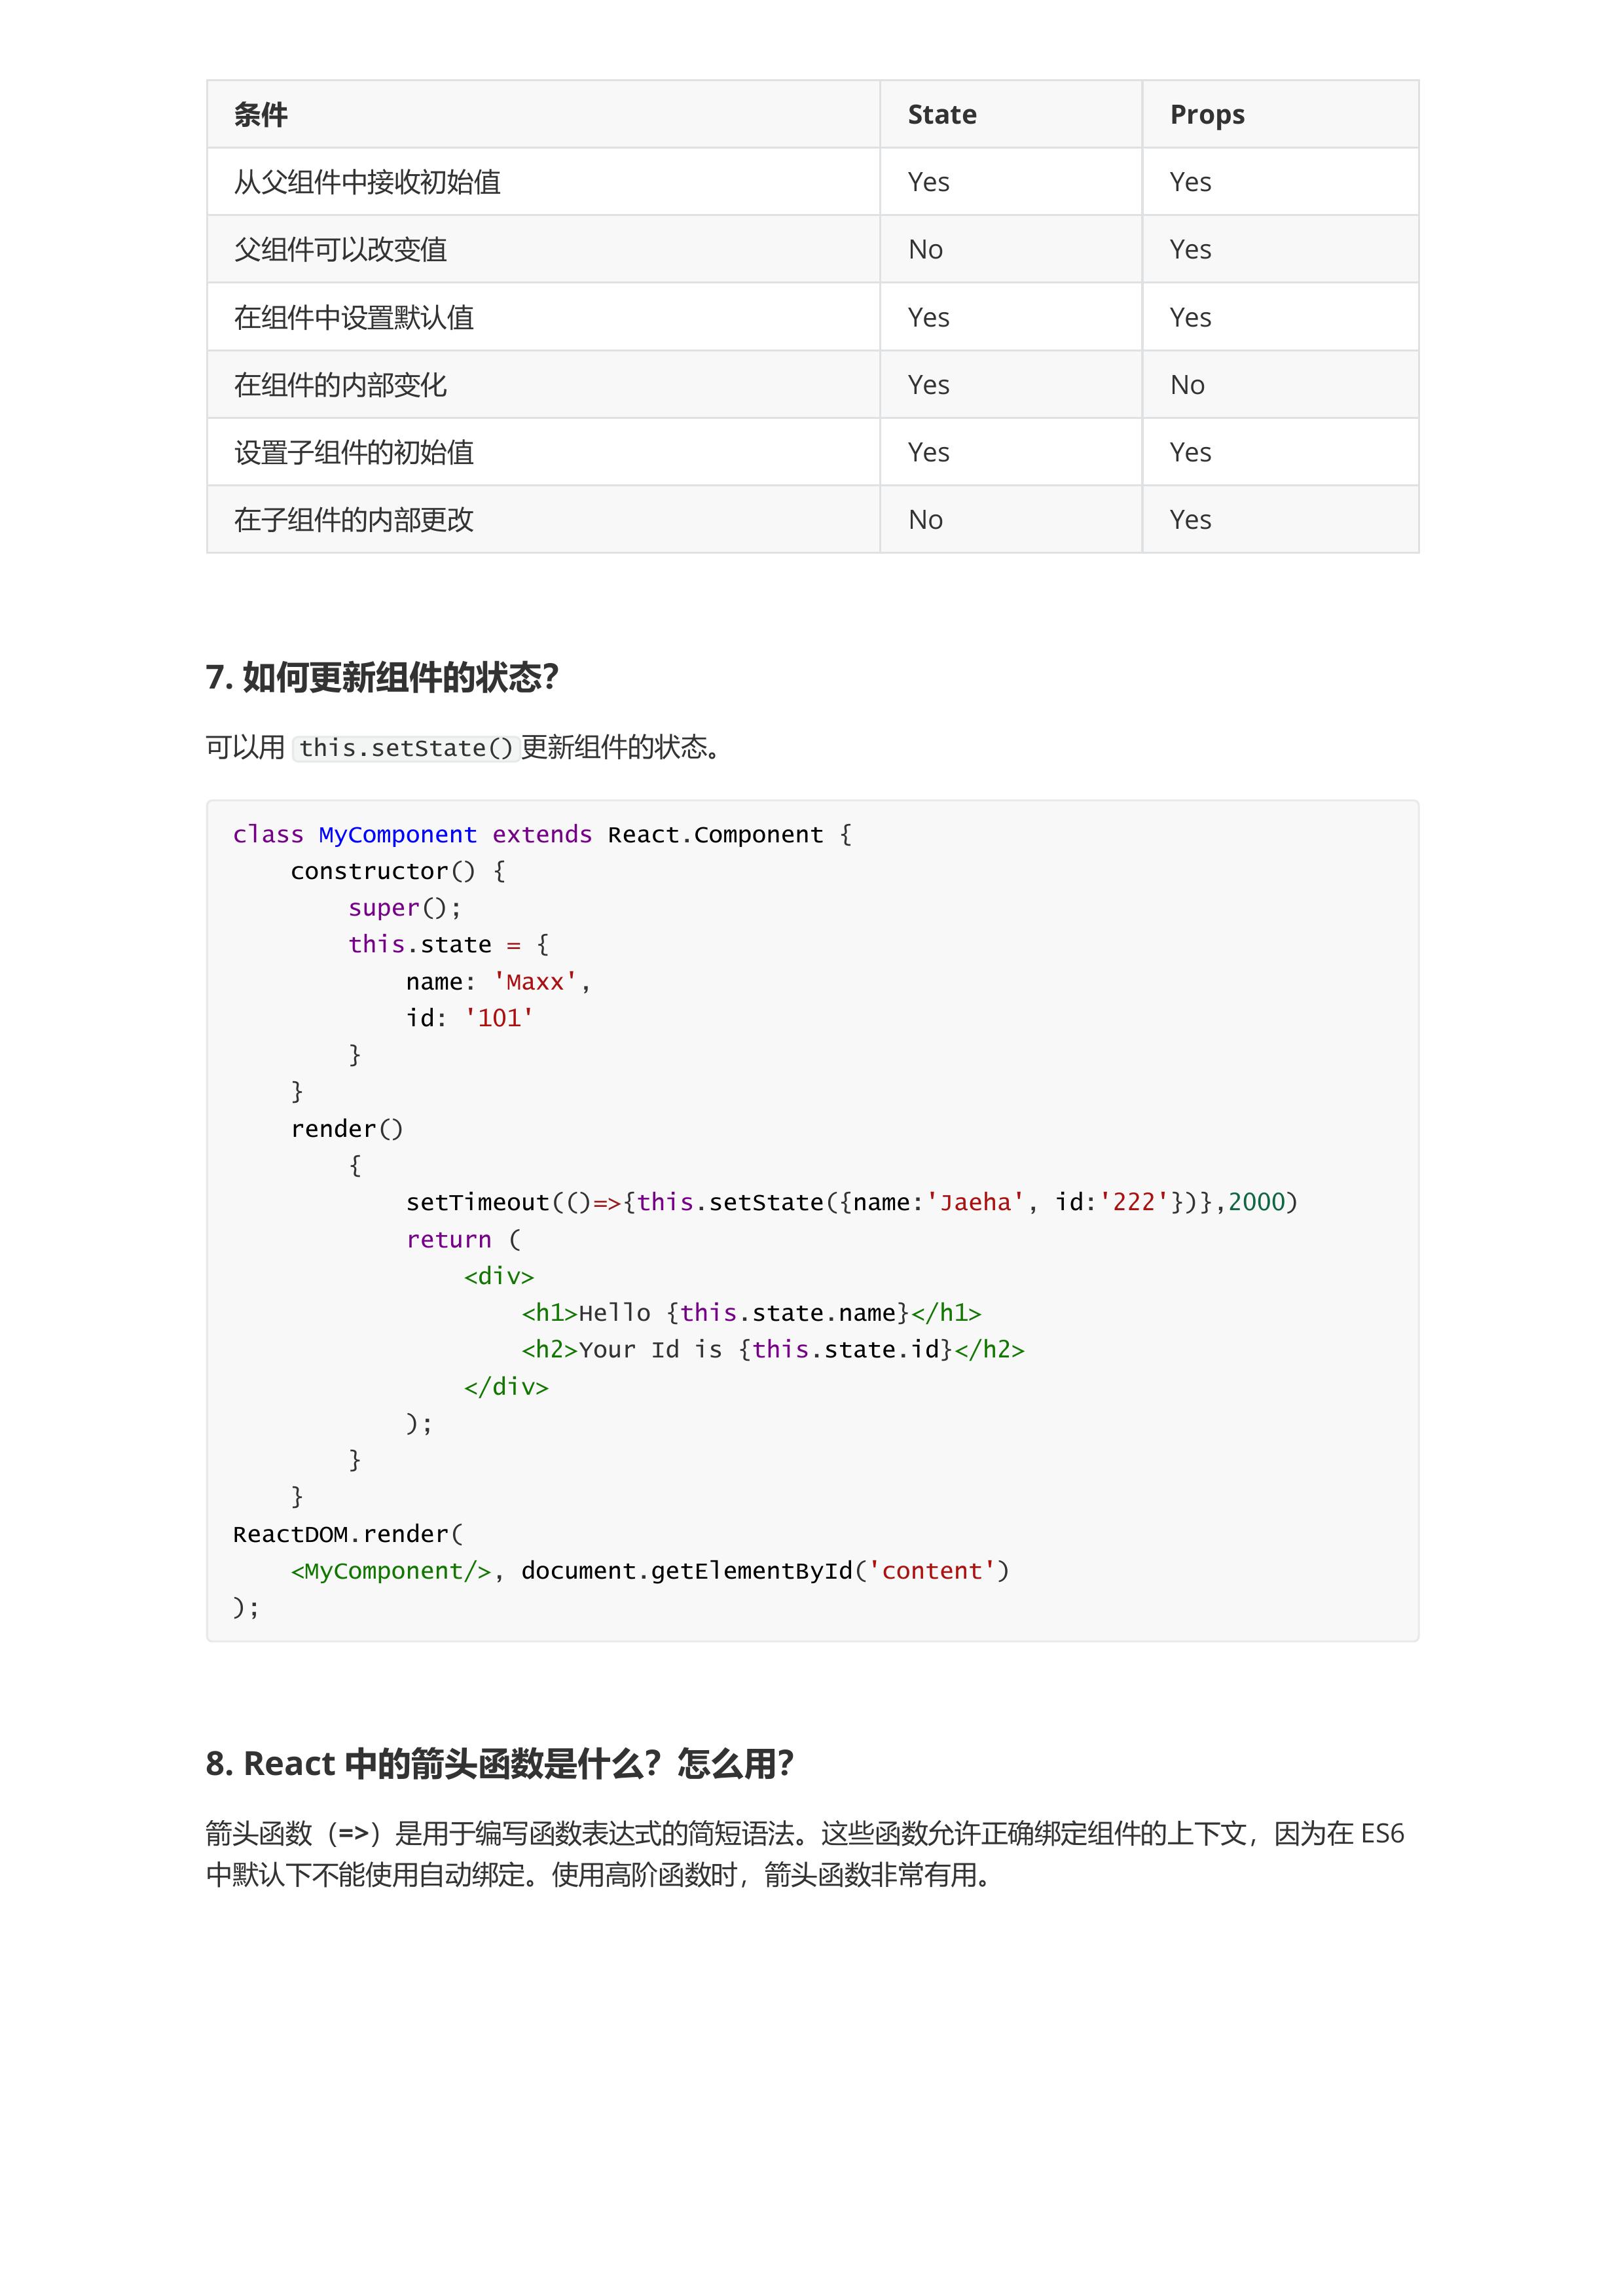 条件 State Props
从父组件中接收初始值 Yes Yes
父组件可以改变值 No Yes
在组件中设置默认值 Yes Yes
在组件的内部变化 Yes No
设置子组件的初始值 Yes Yes
在子组件的内部更改 No Yes
7. 如何更新组件的状态？
可以用 this.setState()更新组件的状态。
class MyComponent extends React.Component {
    constructor() {
        super();
        this.state = {
            name: 'Maxx',
            id: '101'
        }
    }
    render()
        {
            setTimeout(()=>{this.setState({name:'Jaeha', id:'222'})},2000)
            return (
                <div>
                    <h1>Hello {this.state.name}</h1>
                    <h2>Your Id is {this.state.id}</h2>
                </div>
            );
        }
    }
ReactDOM.render(
    <MyComponent/>, document.getElementById('content')
);
8. React 中的箭头函数是什么？怎么用？
箭头函数（=>）是用于编写函数表达式的简短语法。这些函数允许正确绑定组件的上下文，因为在 ES6
中默认下不能使用自动绑定。使用高阶函数时，箭头函数非常有用。